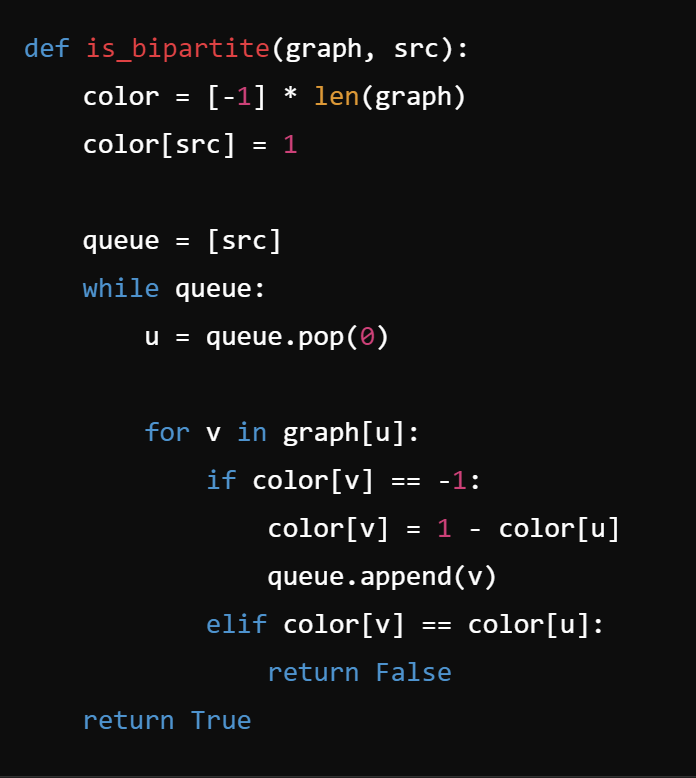 def is_bipartite(graph, src):
    color = [-1] * len(graph)
    color[src] = 1

    queue = [src]
    while queue:
        u = queue.pop(0)

        for v in graph[u]:
            if color[v] == -1:
                color[v] = 1 - color[u]
                queue.append(v)
            elif color[v] == color[u]:
                return False
    return True